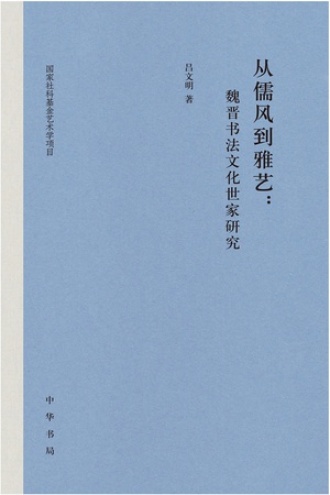 从儒风到雅艺：
魏晋书法文化世家研究
吕文明 著
国家社科基金艺术学项目
中华书局